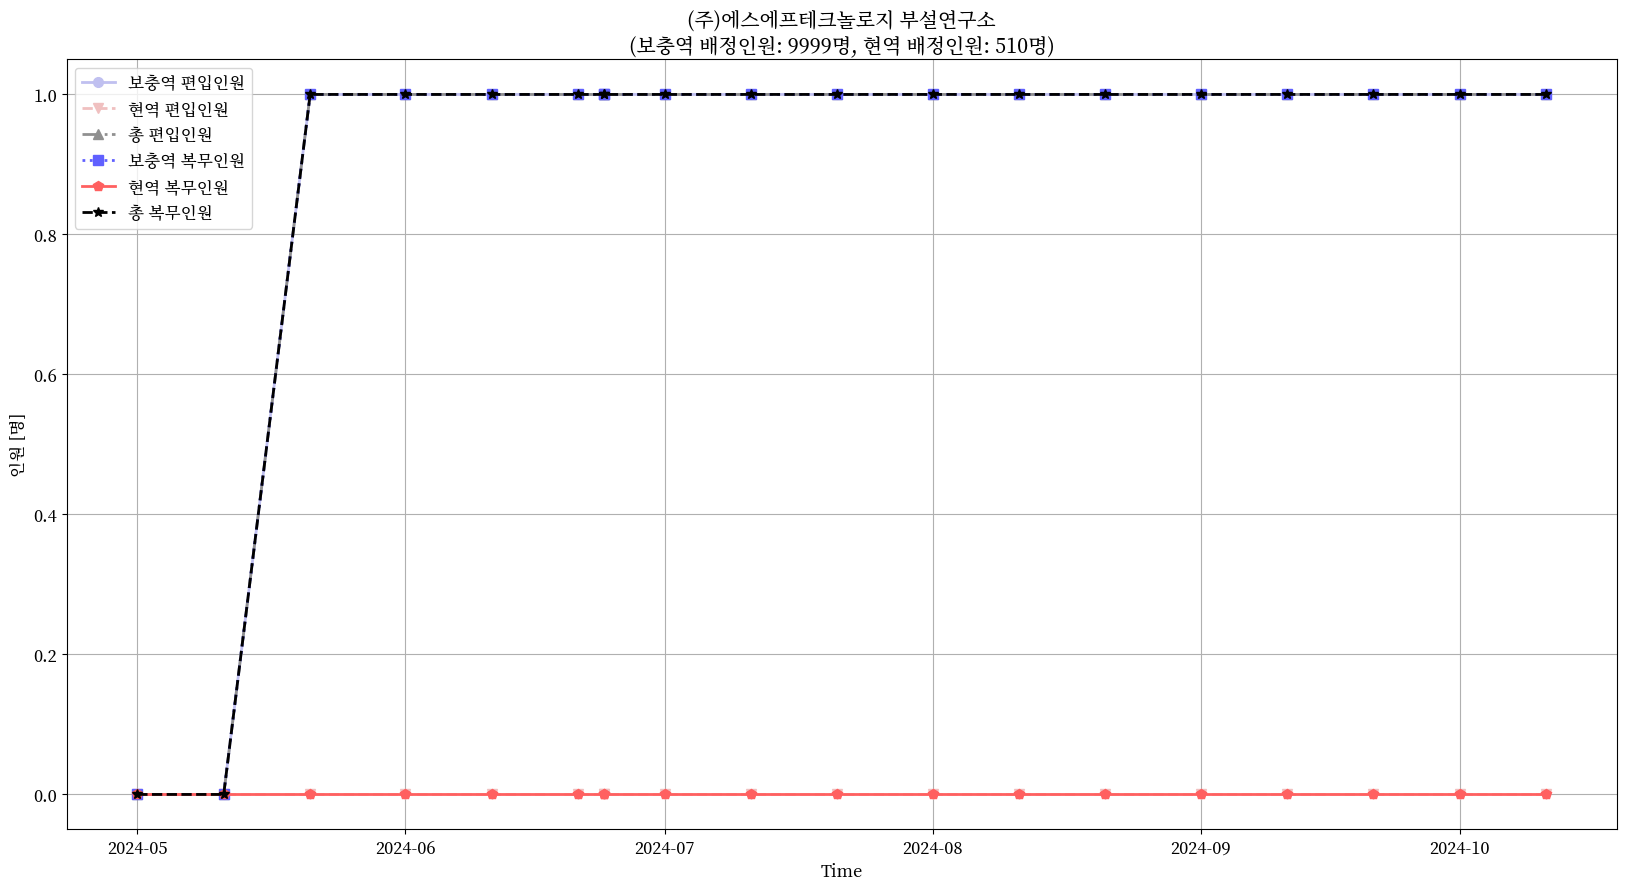 (주)에스에프테크놀로지 부설연구소
(보충역 배정인원: 9999명, 현역 배정인원: 510명)
보충역 편입인원
현역 편입인원
총 편입인원
보충역 복무인원
현역 복무인원
총 복무인원
1.0
0.8
0.6
0.4
0.2
0.0
인원 [명]
2024-05
2024-06
2024-07
2024-08
2024-09
2024-10
Time